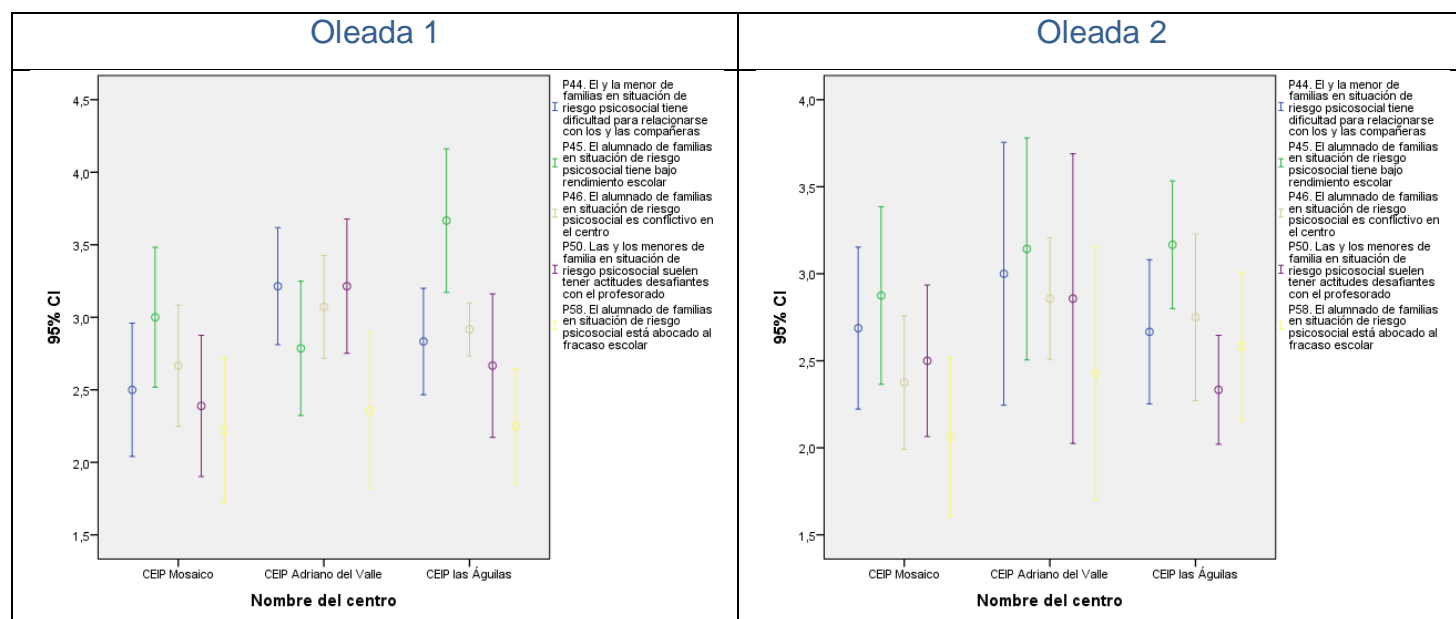 Oleada 1
Oleada 2
4,5
4,0
3,5
3,0
2,5
2,0
1,5
95% CI
CEIP Mosaico
CEIP Adriano del Valle
CEIP las Águilas
Nombre del centro
P44. El y la menor de
familias en situación de
riesgo psicosocial tiene
dificultad para relacionarse
con los y las compañeras
P45. El alumnado de familias
en situación de riesgo
psicosocial tiene bajo
rendimiento escolar
P46. El alumnado de familias
en situación de riesgo
psicosocial es conflictivo en
el centro
P50. Las y los menores de
familia en situación de
riesgo psicosocial suelen
tener actitudes desafiantes
con el profesorado
P58. El alumnado de familias
en situación de riesgo
psicosocial está abocado al
fracaso escolar
4,0
3,5
3,0
2,5
2,0
1,5
95% CI
CEIP Mosaico
CEIP Adriano del Valle
CEIP las Águilas
Nombre del centro
P44. El y la menor de
familias en situación de
riesgo psicosocial tiene
dificultad para relacionarse
con los y las compañeras
P45. El alumnado de familias
en situación de riesgo
psicosocial tiene bajo
rendimiento escolar
P46. El alumnado de familias
en situación de riesgo
psicosocial es conflictivo en
el centro
P50. Las y los menores de
familia en situación de
riesgo psicosocial suelen
tener actitudes desafiantes
con el profesorado
P58. El alumnado de familias
en situación de riesgo
psicosocial está abocado al
fracaso escolar